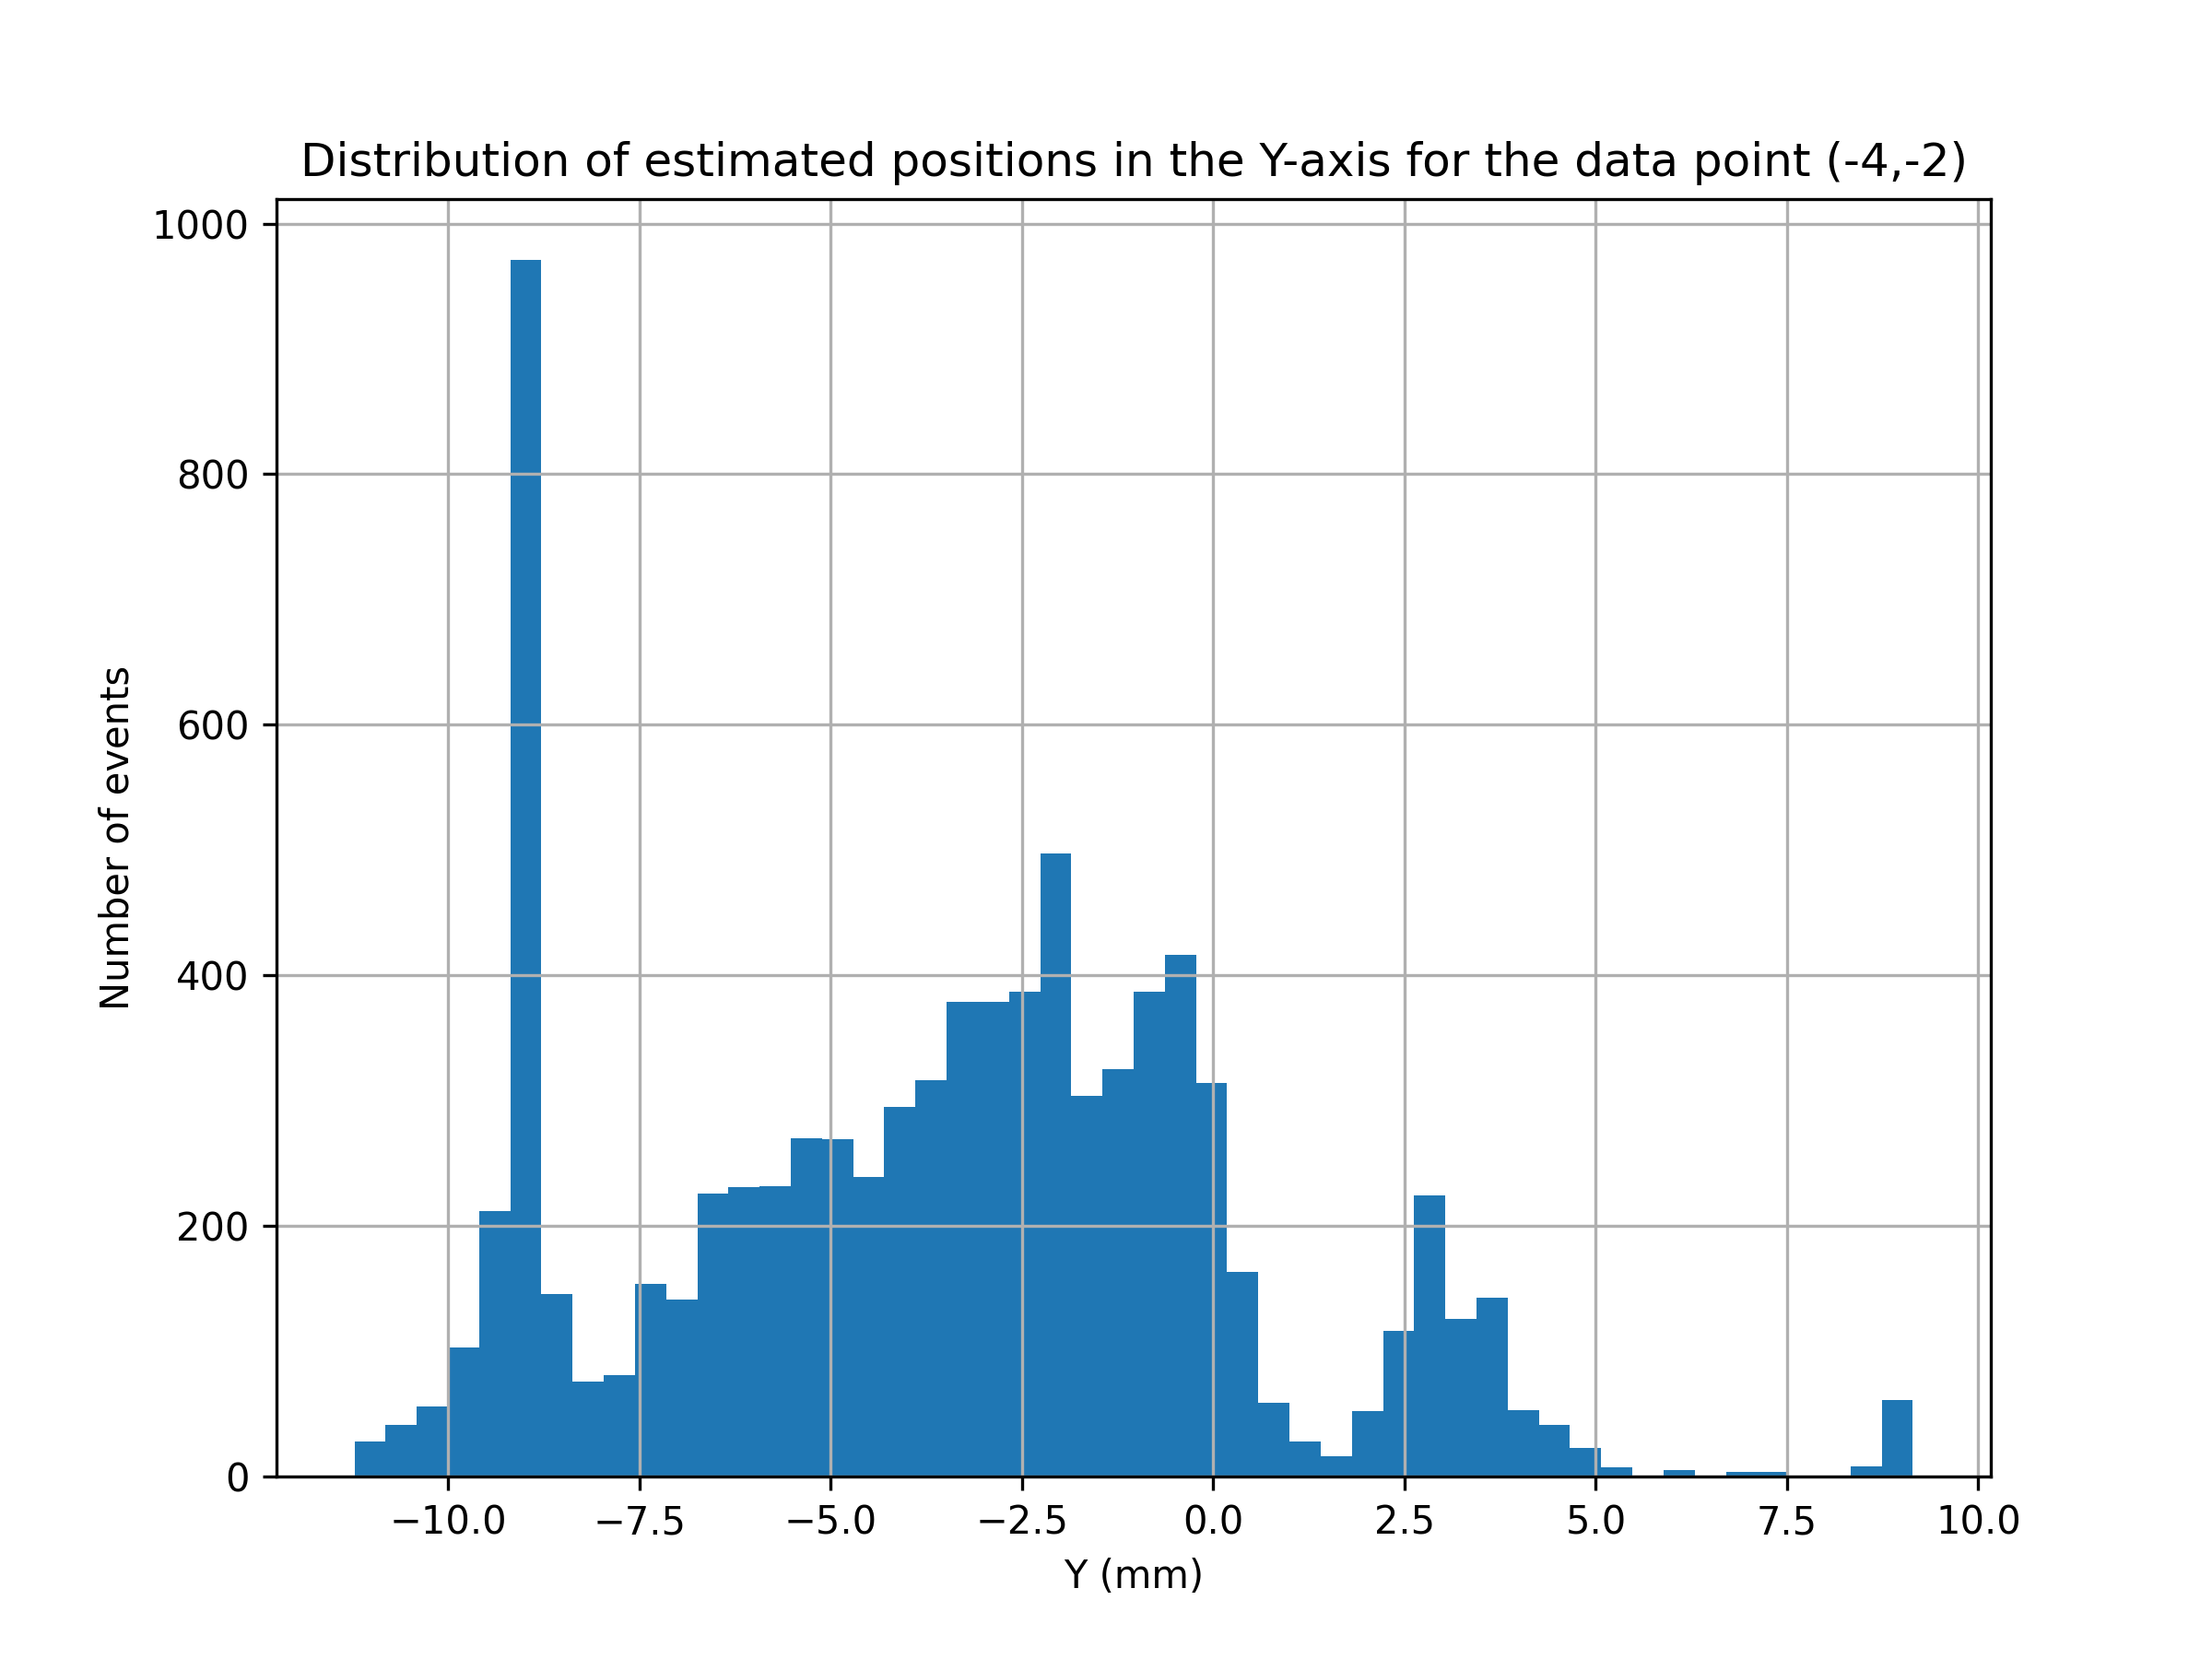 Distribution of estimated positions in the Y-axis for the data point (-4,-2)
1000
800
600
400
200
0
Number of events
−10.0 −7.5 −5.0 −2.5 0.0 2.5 5.0 7.5 10.0
Y (mm)